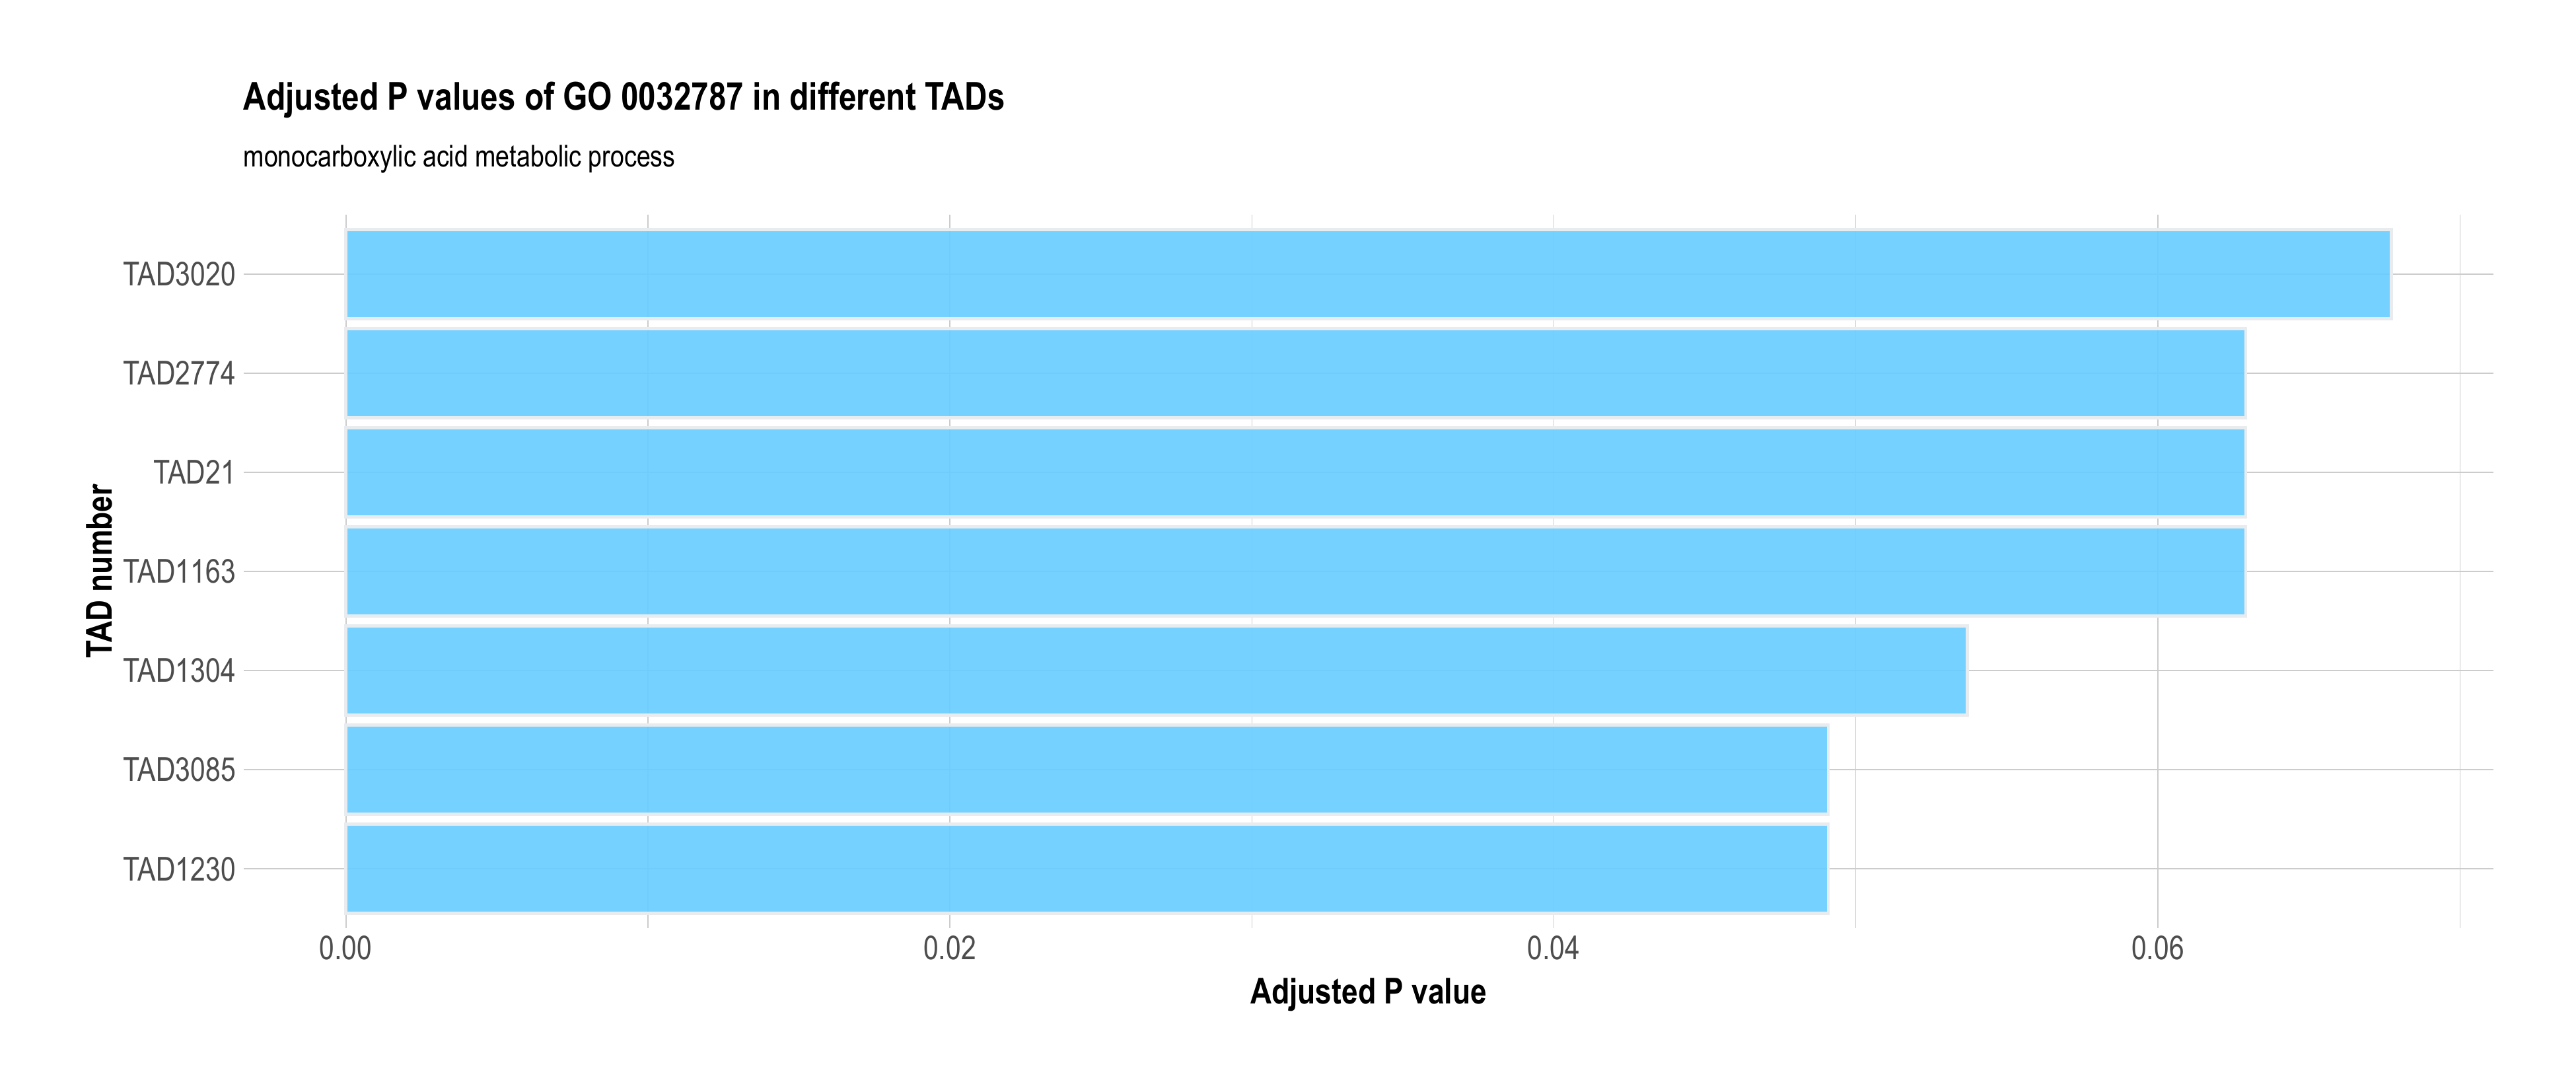 Adjusted P values of GO 0032787 in different TADs
monocarboxylic acid metabolic process
TAD number
TAD3020
TAD2774
TAD21
TAD1163
TAD1304
TAD3085
TAD1230
0.00 0.02 0.04 0.06
Adjusted P value